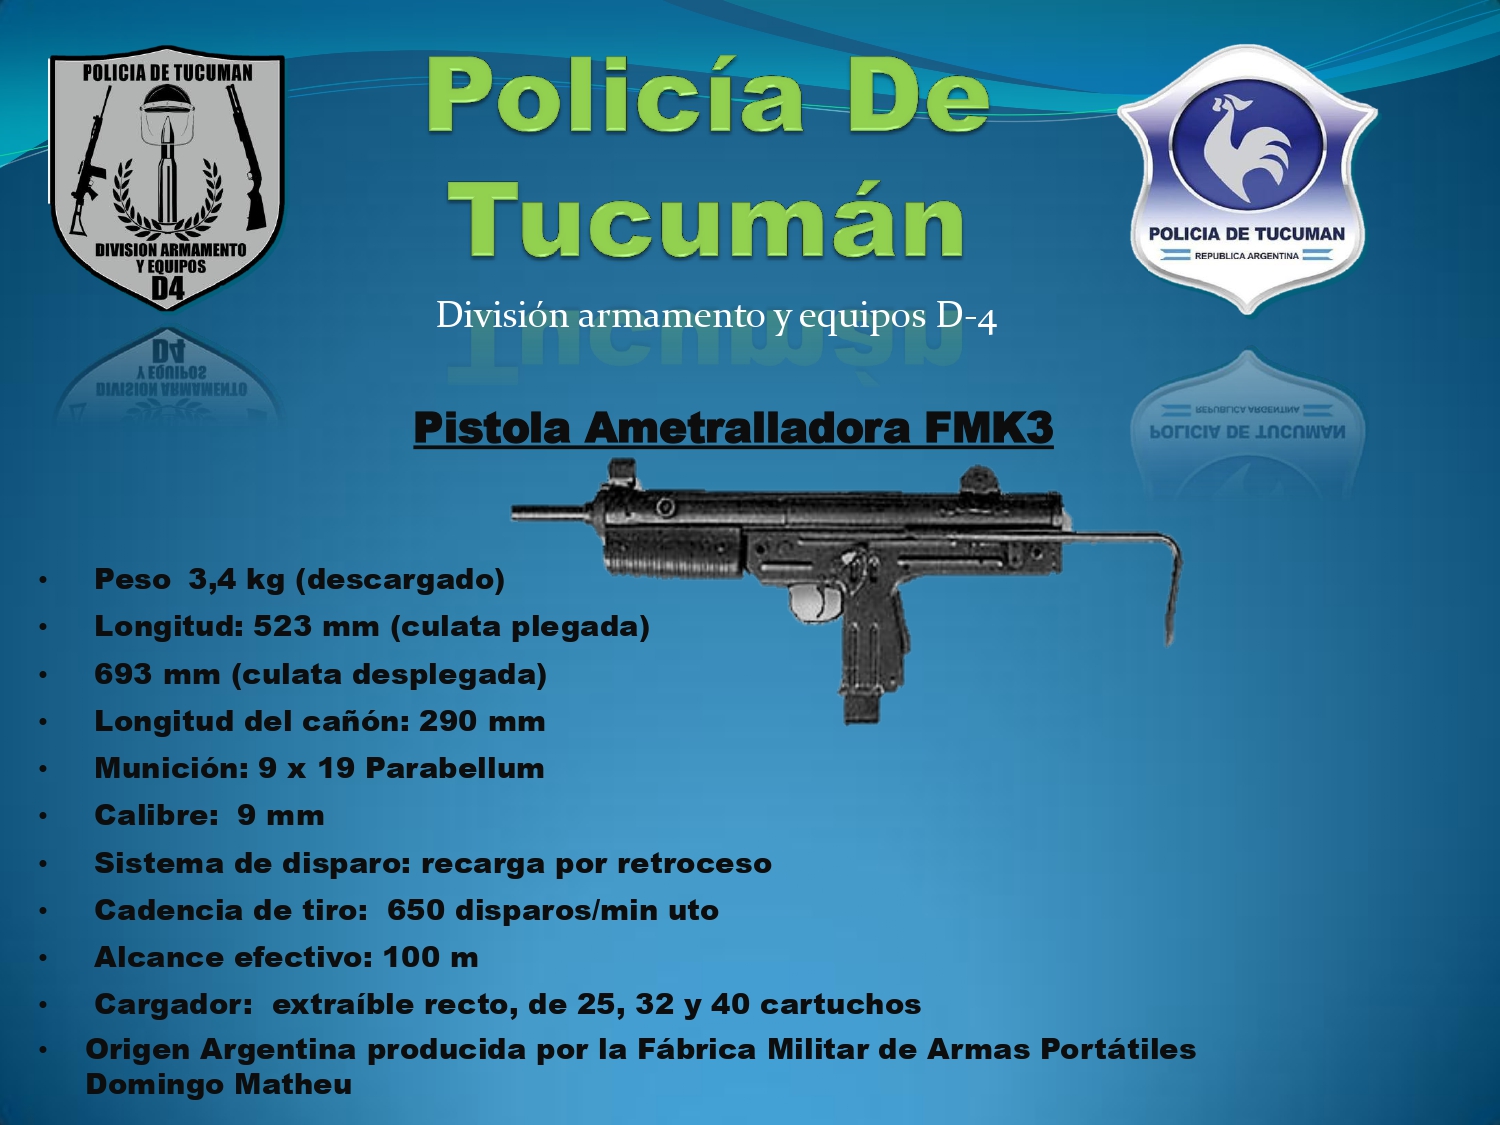 POLICIA DE TUCUMAN
DIVISION ARMAMENTO
Y EQUIPOS
D4
Policía De
Tucumán
POLICIA DE TUCUMAN
REPUBLICA ARGENTINA
División armamento y equipos D-4
Pistola Ametralladora FMK3
• Peso  3,4 kg (descargado)
• Longitud: 523 mm (culata plegada)
• 693 mm (culata desplegada)
• Longitud del cañón: 290 mm
• Munición: 9 x 19 Parabellum
• Calibre:  9 mm
• Sistema de disparo: recarga por retroceso
• Cadencia de tiro:  650 disparos/min uto
• Alcance efectivo: 100 m
• Cargador:  extraíble recto, de 25, 32 y 40 cartuchos
• Origen Argentina producida por la Fábrica Militar de Armas Portátiles
Domingo Matheu